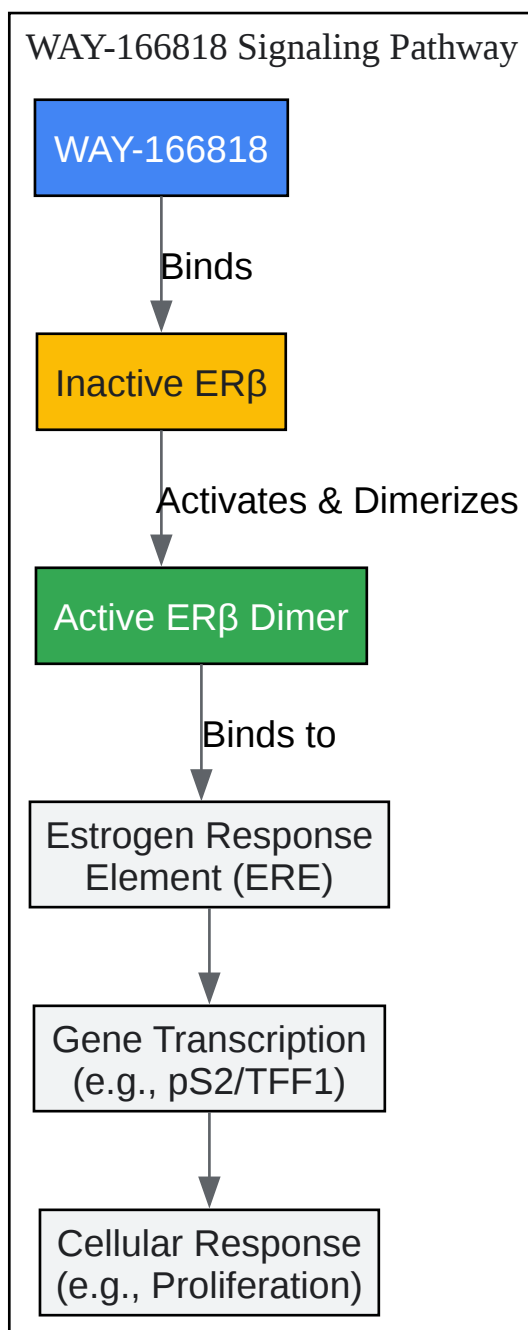 WAY-166818 Signaling Pathway
WAY-166818
Binds
Inactive ERβ
Activates & Dimerizes
Active ERβ Dimer
Binds to
Estrogen Response
Element (ERE)
Gene Transcription
(e.g., pS2/TFF1)
Cellular Response
(e.g., Proliferation)